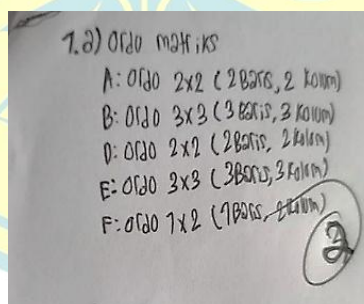 1.a) Ordo matriks
A: Ordo 2x2 (2 Baris, 2 Kolom)
B: Ordo 3x3 (3 Baris, 3 Kolom)
D: Ordo 2x2 (2 Baris, 2 Kolom)
E: Ordo 3x3 (3 Baris, 3 Kolom)
F: Ordo 1x2 (1 Baris, 2 Kolom)
2